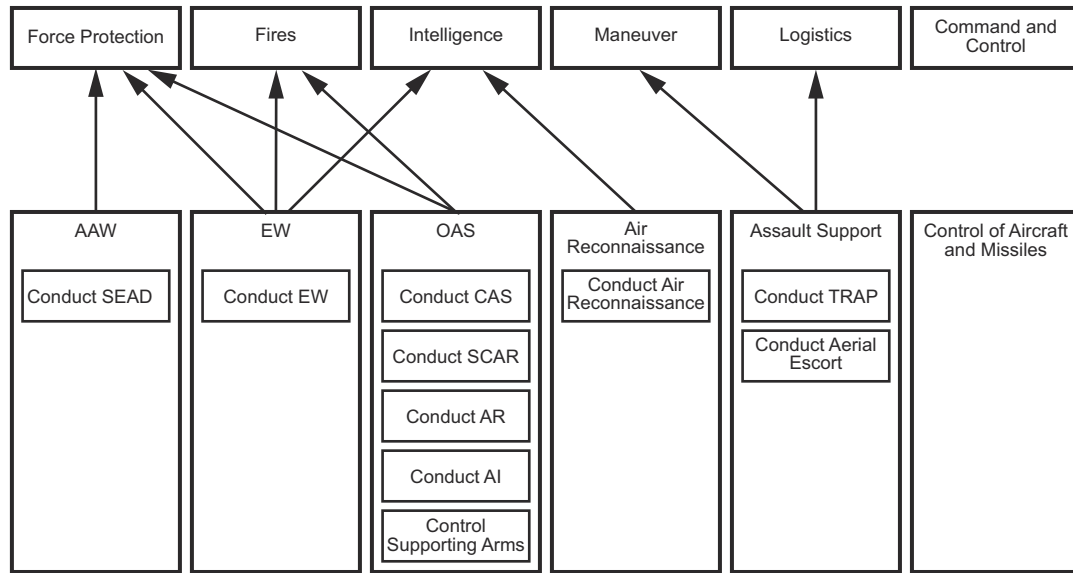 Force Protection
Fires
Intelligence
Maneuver
Logistics
Command and
Control
AAW
Conduct SEAD
EW
Conduct EW
OAS
Conduct CAS
Conduct SCAR
Conduct AR
Conduct AI
Control
Supporting Arms
Air
Reconnaissance
Conduct Air
Reconnaissance
Assault Support
Conduct TRAP
Conduct Aerial
Escort
Control of Aircraft
and Missiles